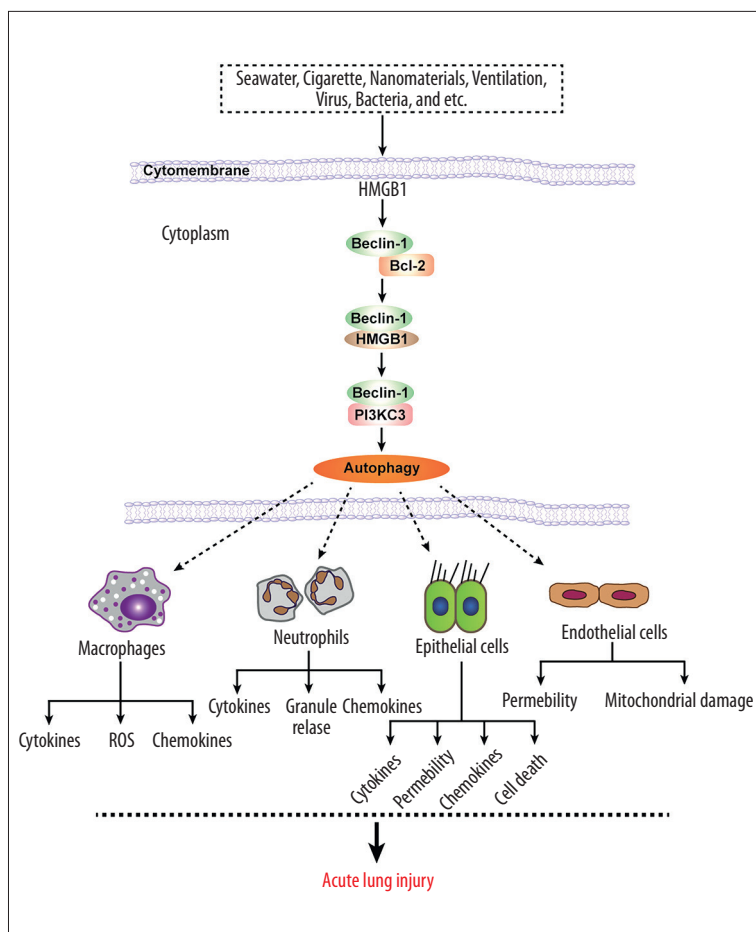 Seawater, Cigarette, Nanomaterials, Ventilation,
Virus, Bacteria, and etc.
Cytomembrane
HMGB1
Cytoplasm
Beclin-1
Bcl-2
Beclin-1
HMGB1
Beclin-1
PI3KC3
Autophagy
Macrophages
Neutrophils
Epithelial cells
Endothelial cells
Cytokines
ROS
Chemokines
Cytokines
Granule
relase
Chemokines
Cytokines
Permebility
Chemokines
Cell death
Permebility
Mitochondrial damage
Acute lung injury